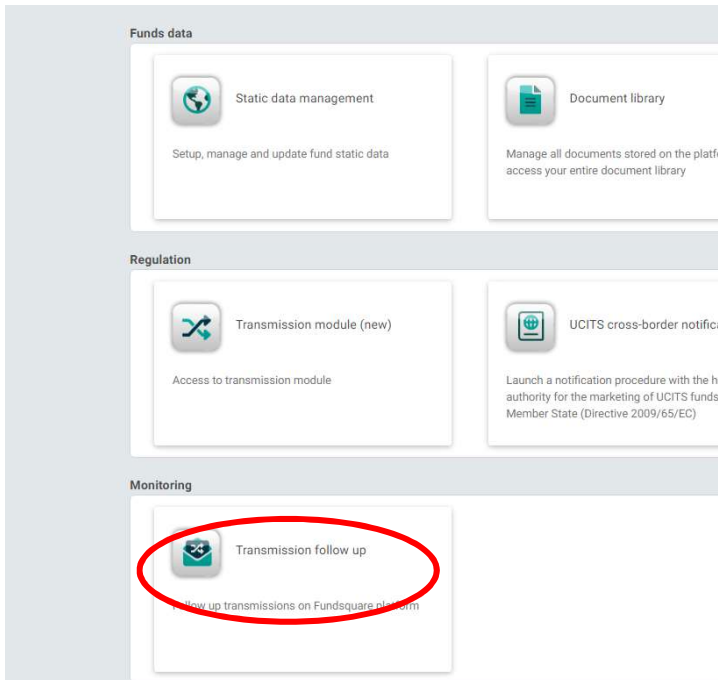 Funds data
Static data management
Setup, manage and update fund static data
Document library
Manage all documents stored on the
access your entire document library
Regulation
Transmission module (new)
Access to transmission module
UCITS cross-border
Launch a notification procedure with the
authority for the marketing of UCITS funds
Member State (Directive 2009/65/EC)
Monitoring
Transmission follow up
Follow up transmissions on Fundsquare platform